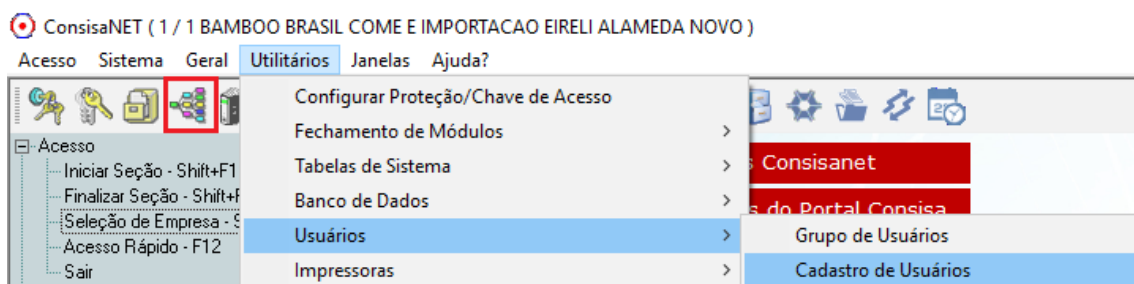 ConsisaNET ( 1 / 1 BAMBOO BRASIL COME E IMPORTACAO EIRELI ALAMEDA NOVO )
Acesso Sistema Geral Utilitários Janelas Ajuda?
Configurar Proteção/Chave de Acesso
Fechamento de Módulos >
Tabelas de Sistema >
Banco de Dados >
Usuários >
Impressoras >
Acesso
Iniciar Seção - Shift+F1
Finalizar Seção - Shift+F
Seleção de Empresa - S
Acesso Rápido - F12
Sair
s Consisanet
s do Portal Consisa
Grupo de Usuários
Cadastro de Usuários